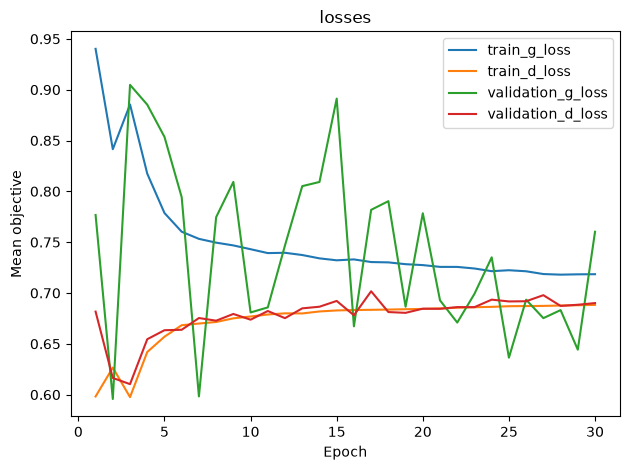 losses
train_g_loss
train_d_loss
validation_g_loss
validation_d_loss
Mean objective
0.95
0.90
0.85
0.80
0.75
0.70
0.65
0.60
0 5 10 15 20 25 30
Epoch